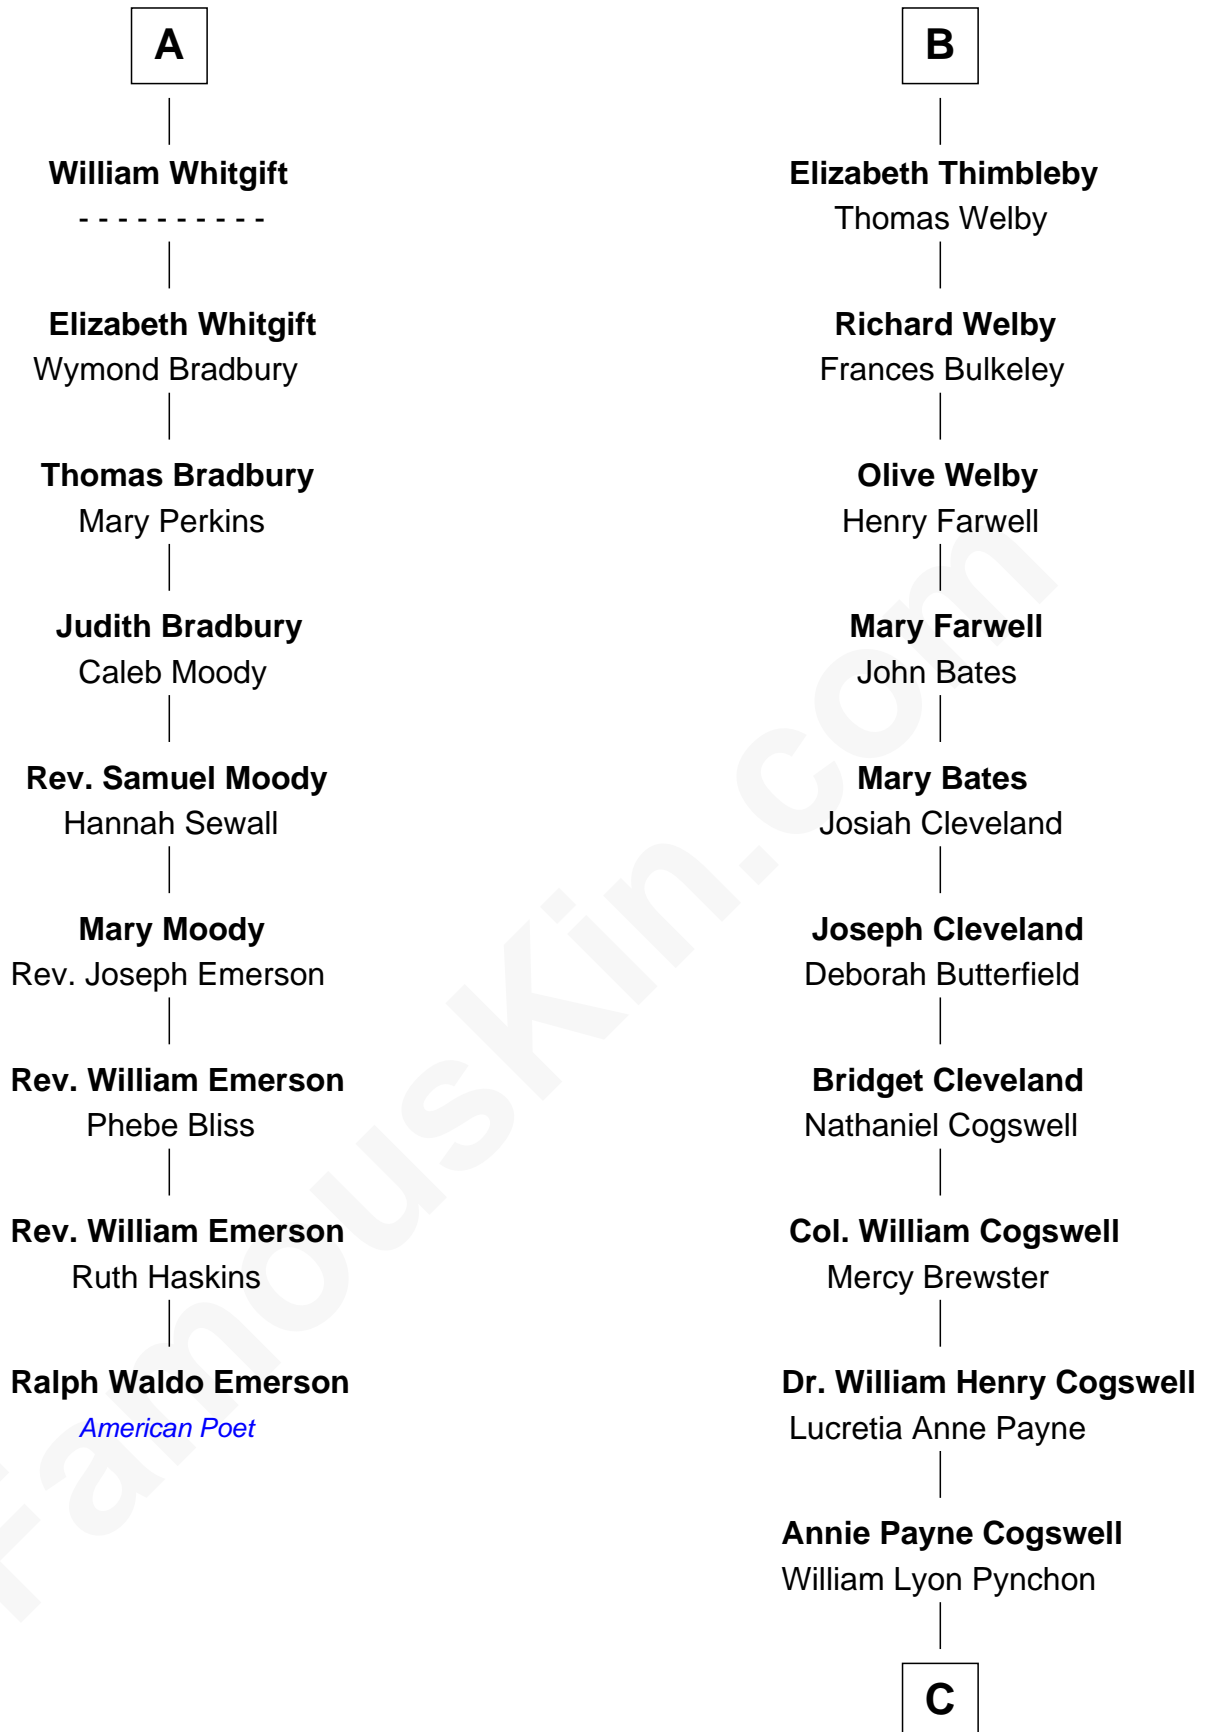 A
William Whitgift
- - - - - - - - - -
Elizabeth Whitgift
Wymond Bradbury
Thomas Bradbury
Mary Perkins
Judith Bradbury
Caleb Moody
Rev. Samuel Moody
Hannah Sewall
Mary Moody
Rev. Joseph Emerson
Rev. William Emerson
Phebe Bliss
Rev. William Emerson
Ruth Haskins
Ralph Waldo Emerson
American Poet
B
Elizabeth Thimbleby
Thomas Welby
Richard Welby
Frances Bulkeley
Olive Welby
Henry Farwell
Mary Farwell
John Bates
Mary Bates
Josiah Cleveland
Joseph Cleveland
Deborah Butterfield
Bridget Cleveland
Nathaniel Cogswell
Col. William Cogswell
Mercy Brewster
Dr. William Henry Cogswell
Lucretia Anne Payne
Annie Payne Cogswell
William Lyon Pynchon
C
FamousKin.com